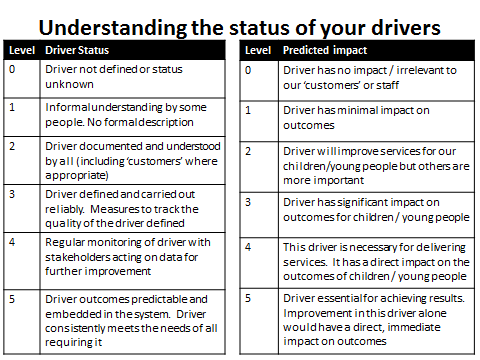 Understanding the status of your drivers
Level Driver Status
0 Driver not defined or status
unknown
1 Informal understanding by some
people. No formal description
2 Driver documented and understood
by all (including ‘customers’ where
appropriate)
3 Driver defined and carried out
reliably. Measures to track the
quality of the driver defined
4 Regular monitoring of driver with
stakeholders acting on data for
further improvement
5 Driver outcomes predictable and
embedded in the system. Driver
consistently meets the needs of all
requiring it
Level Predicted impact
0 Driver has no impact / irrelevant to
our ‘customers’ or staff
1 Driver has minimal impact on
outcomes
2 Driver will improve services for our
children/young people but others are
more important
3 Driver has significant impact on
outcomes for children / young people
4 This driver is necessary for delivering
services. It has a direct impact on the
outcomes of children / young people
5 Driver essential for achieving results.
Improvement in this driver alone
would have a direct, immediate
impact on outcomes